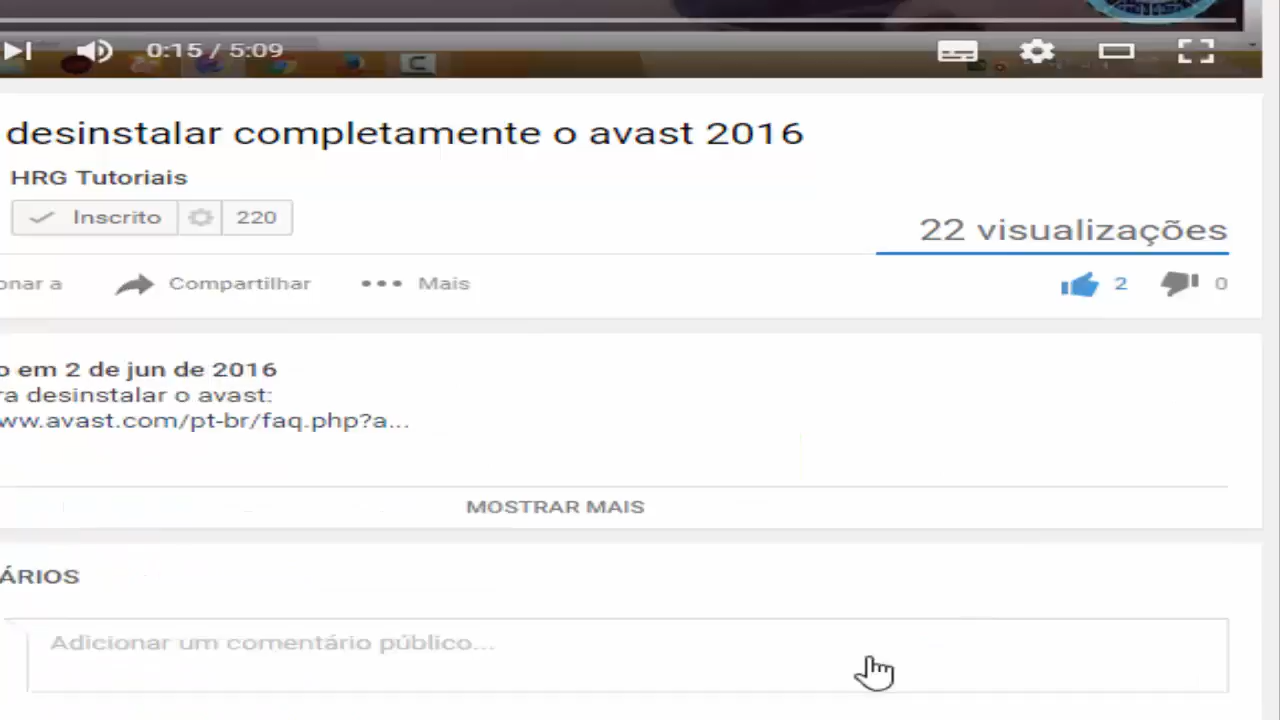 0:15 / 5:09
desinstalar completamente o avast 2016
HRG Tutoriais
Inscrito 220
22 visualizações
onar a Compartilhar Mais 2 0
o em 2 de jun de 2016
ra desinstalar o avast:
ww.avast.com/pt-br/faq.php?a...
MOSTRAR MAIS
ÁRIOS
Adicionar um comentário público...